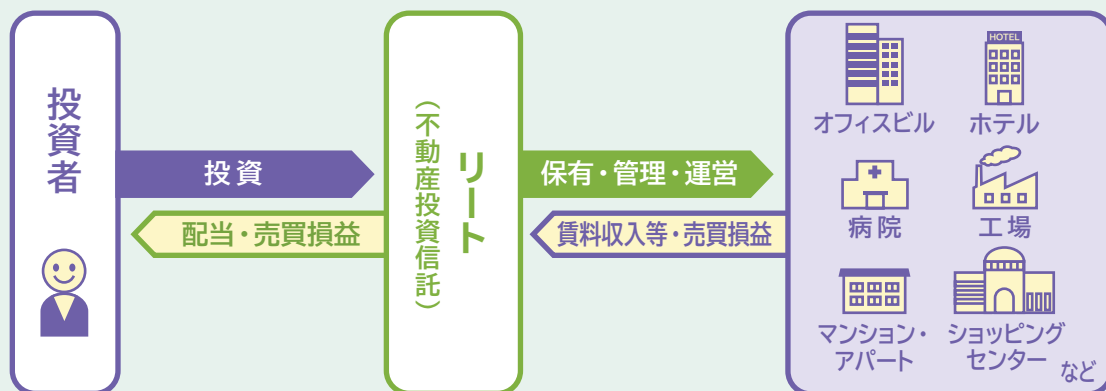 投資者
投資
配当・売買損益
リート
（不動産投資信託）
保有・管理・運営
賃料収入等・売買損益
HOTEL
オフィスビル
ホテル
病院
工場
マンション・
アパート
ショッピング
センター
など